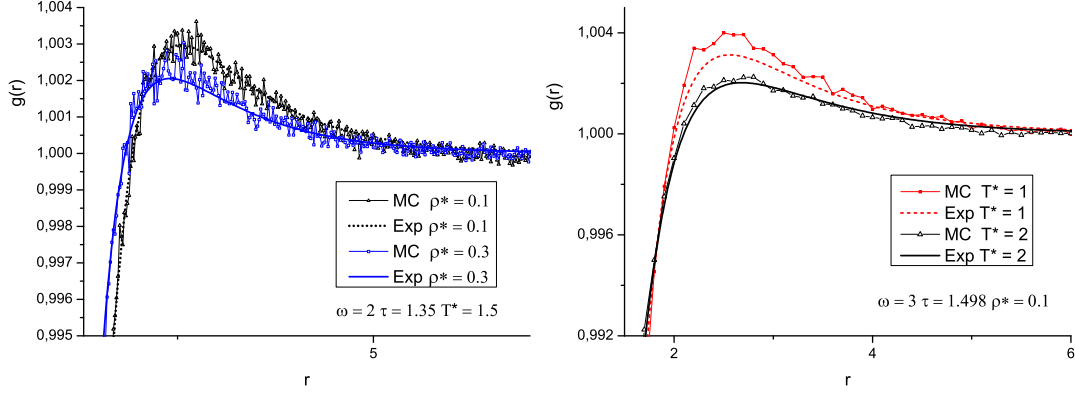 1,004
1,003
1,002
1,001
1,000
0,999
0,998
0,997
0,996
0,995
g(r)
MC ρ* = 0.1
Exp ρ* = 0.1
MC ρ* = 0.3
Exp ρ* = 0.3
ω = 2 τ = 1.35 T* = 1.5
5
r
1,004
1,000
0,996
0,992
g(r)
MC T* = 1
Exp T* = 1
MC T* = 2
Exp T* = 2
ω = 3 τ = 1.498 ρ* = 0.1
2 4 6
r